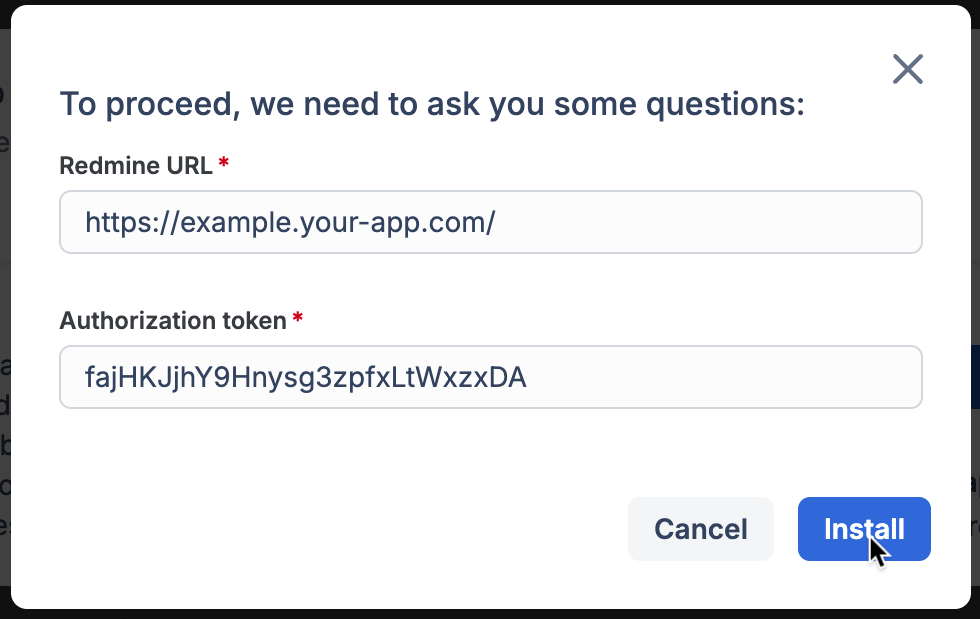 To proceed, we need to ask you some questions:
Redmine URL *
https://example.your-app.com/
Authorization token *
fajHKJjhY9Hnysg3zpfxLtWxzxDA
Cancel Install